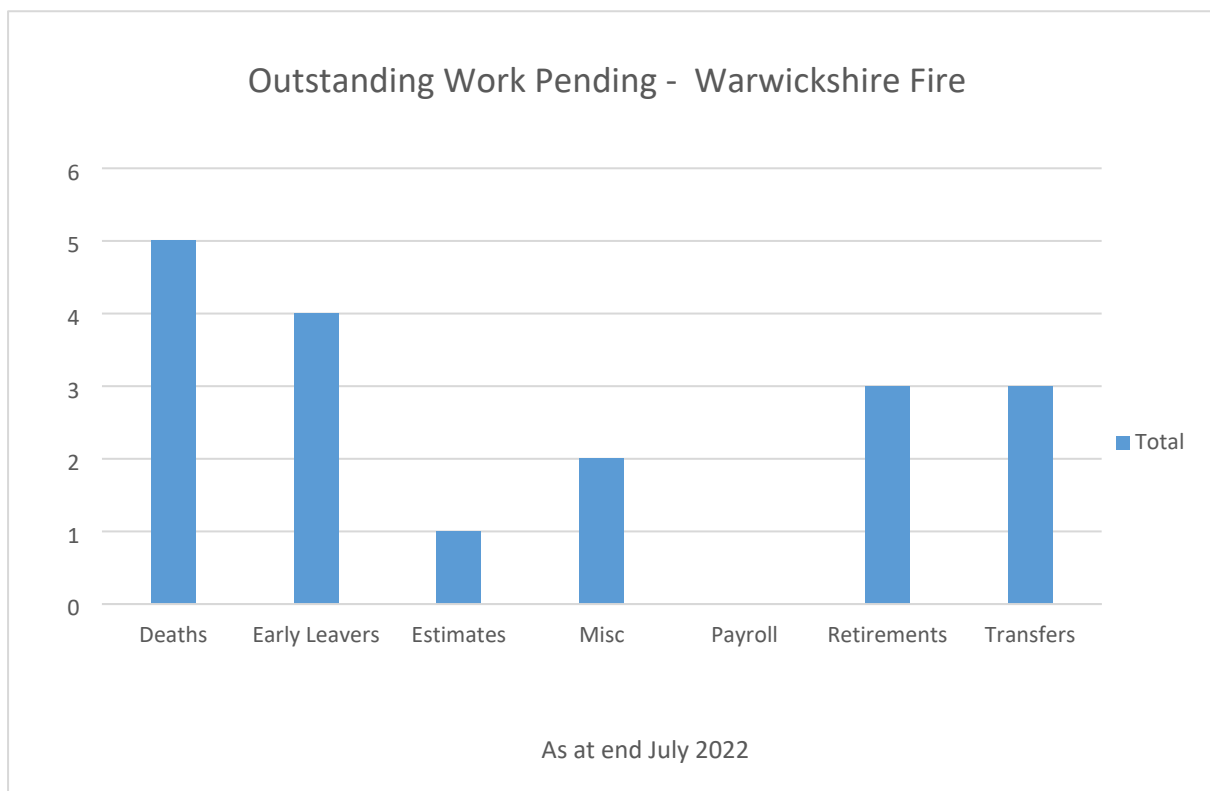 Outstanding Work Pending -  Warwickshire Fire
6
5
4
3
2
1
0
Total
Deaths Early Leavers Estimates Misc Payroll Retirements Transfers
As at end July 2022